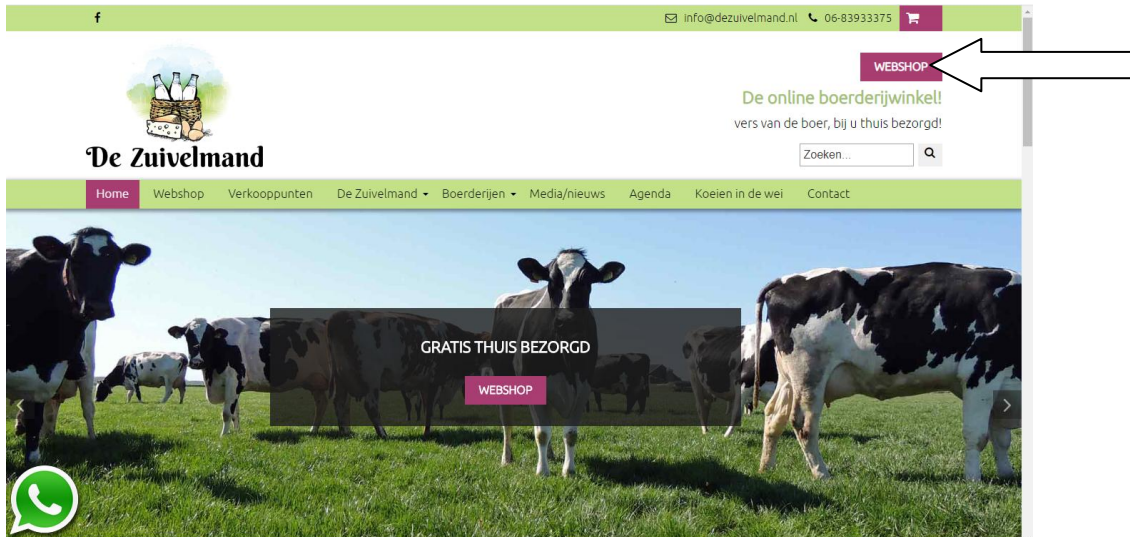 info@dezuivelmand.nl 06-83933375
WEBSHOP
De online boerderijwinkel!
vers van de boer, bij u thuis bezorgd!
Zoeken...
De Zuivelmand
Home Webshop Verkooppunten De Zuivelmand Boerderijen Media/nieuws Agenda Koeien in de wei Contact
GRATIS THUIS BEZORGD
WEBSHOP